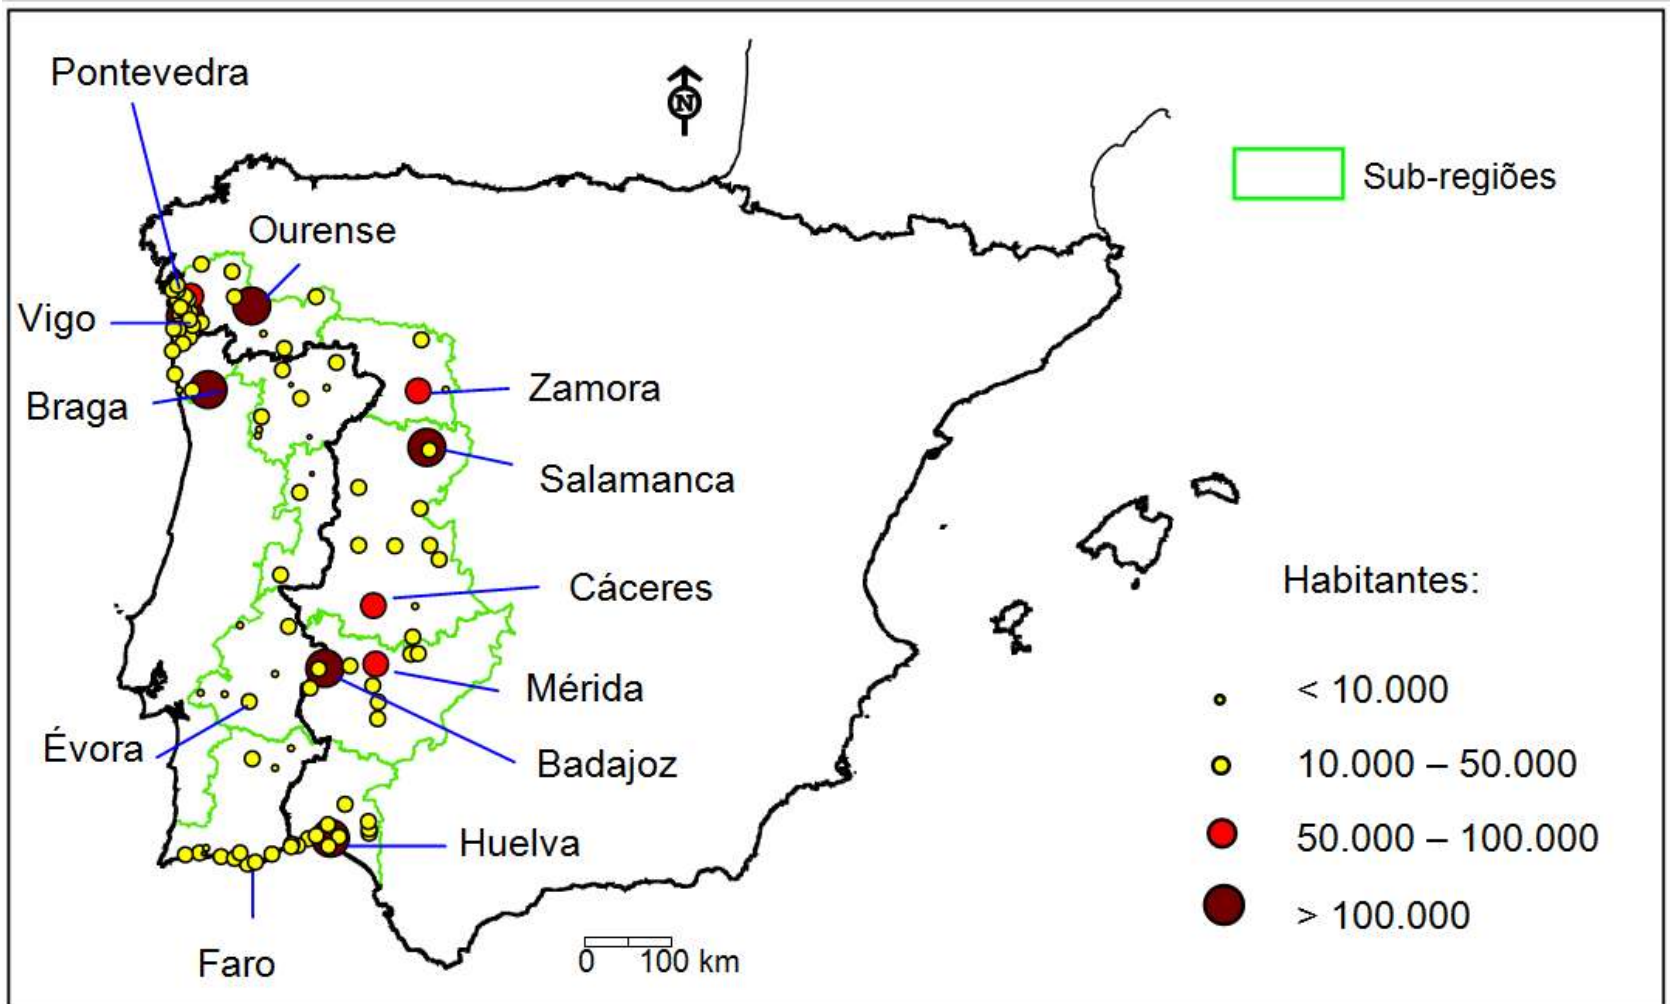 Pontevedra
N
Sub-regiões
Ourense
Vigo
Zamora
Braga
Salamanca
Cáceres
Habitantes:
Mérida
< 10.000
Évora
Badajoz
10.000 – 50.000
Huelva
50.000 – 100.000
> 100.000
Faro
0 100 km